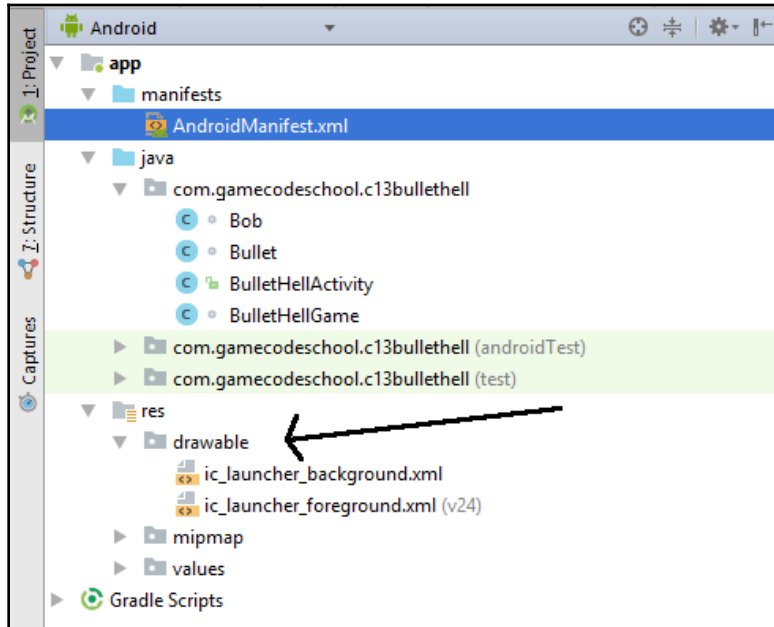 1: Project
7: Structure
Captures
Android
app
manifests
AndroidManifest.xml
java
com.gamecodeschool.c13bullethell
C Bob
C Bullet
C BulletHellActivity
C BulletHellGame
com.gamecodeschool.c13bullethell (androidTest)
com.gamecodeschool.c13bullethell (test)
res
drawable
ic_launcher_background.xml
ic_launcher_foreground.xml (v24)
mipmap
values
Gradle Scripts